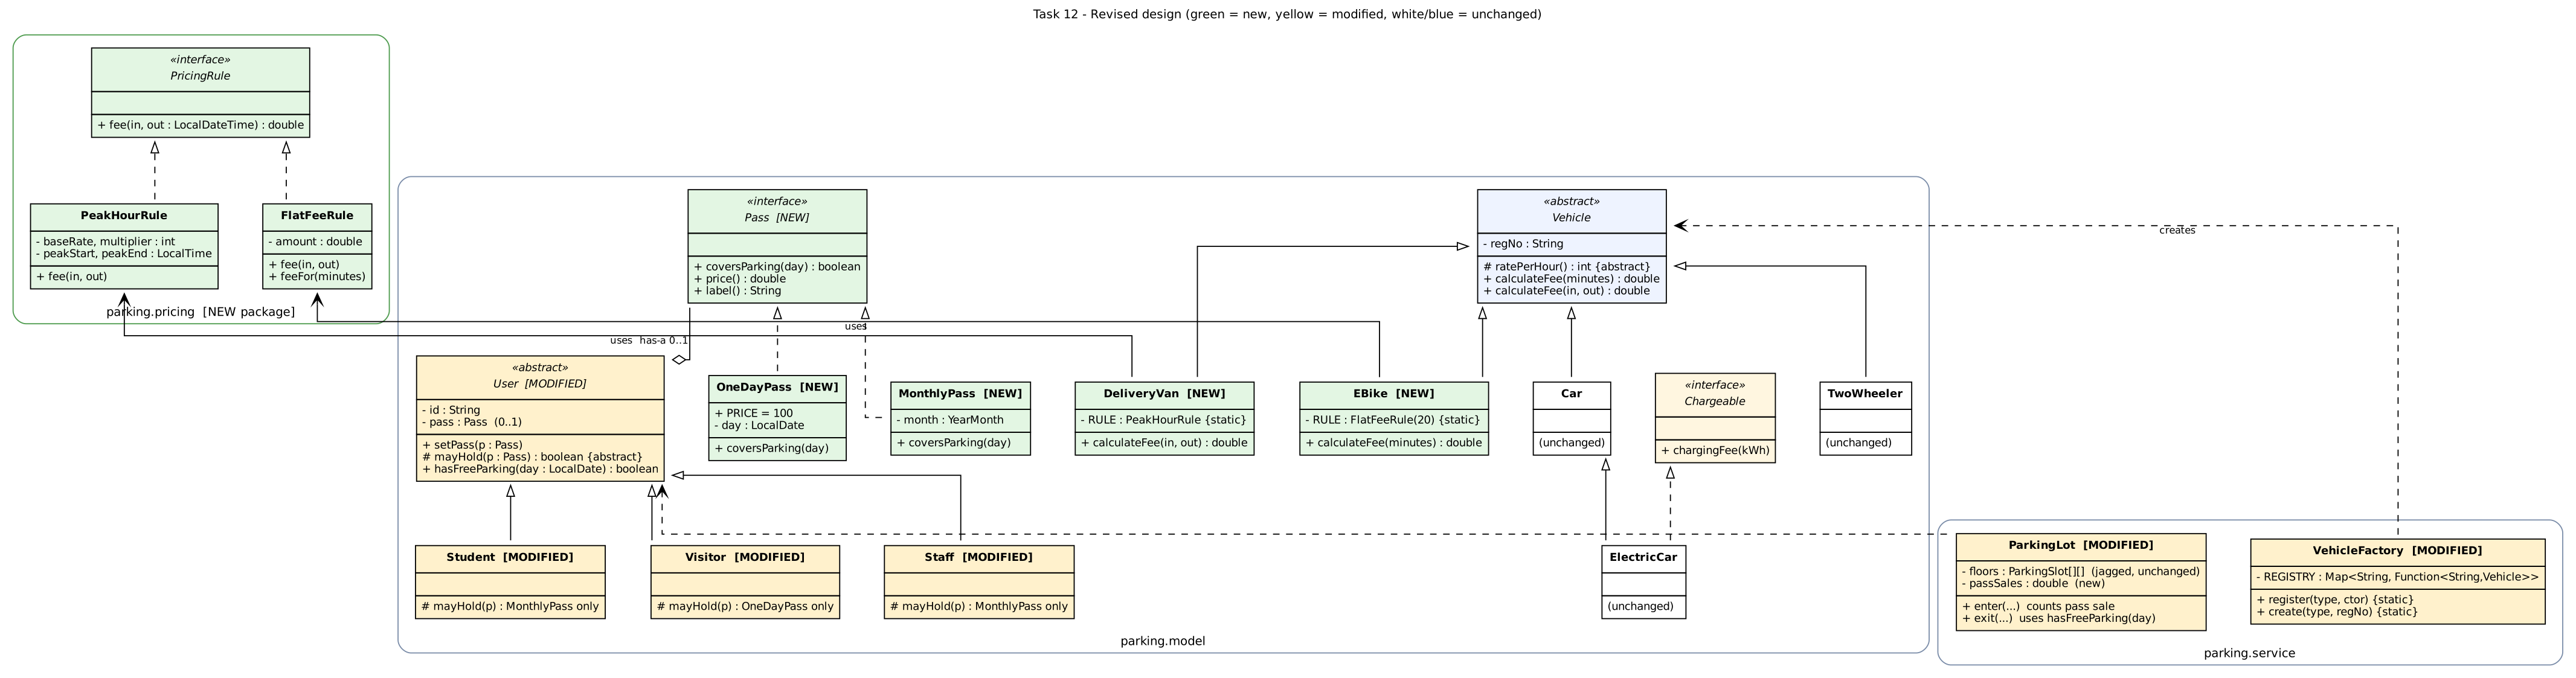 Task 12 - Revised design (green = new, yellow = modified, white/blue = unchanged)
«interface»
PricingRule
+ fee(in, out : LocalDateTime) : double
PeakHourRule
- baseRate, multiplier : int
- peakStart, peakEnd : LocalTime
+ fee(in, out)
FlatFeeRule
- amount : double
+ fee(in, out)
+ feeFor(minutes)
parking.pricing  [NEW package]
«interface»
Pass  [NEW]
+ coversParking(day) : boolean
+ price() : double
+ label() : String
«abstract»
Vehicle
- regNo : String
# ratePerHour() : int {abstract}
+ calculateFee(minutes) : double
+ calculateFee(in, out) : double
creates
uses
uses
has-a 0..1
«abstract»
User  [MODIFIED]
- id : String
- pass : Pass  (0..1)
+ setPass(p : Pass)
# mayHold(p : Pass) : boolean {abstract}
+ hasFreeParking(day : LocalDate) : boolean
OneDayPass  [NEW]
+ PRICE = 100
- day : LocalDate
+ coversParking(day)
MonthlyPass  [NEW]
- month : YearMonth
+ coversParking(day)
DeliveryVan  [NEW]
- RULE : PeakHourRule {static}
+ calculateFee(in, out) : double
EBike  [NEW]
- RULE : FlatFeeRule(20) {static}
+ calculateFee(minutes) : double
Car
(unchanged)
«interface»
Chargeable
+ chargingFee(kWh)
TwoWheeler
(unchanged)
Student  [MODIFIED]
# mayHold(p) : MonthlyPass only
Visitor  [MODIFIED]
# mayHold(p) : OneDayPass only
Staff  [MODIFIED]
# mayHold(p) : MonthlyPass only
ElectricCar
(unchanged)
parking.model
ParkingLot  [MODIFIED]
- floors : ParkingSlot[][]  (jagged, unchanged)
- passSales : double  (new)
+ enter(...)  counts pass sale
+ exit(...)  uses hasFreeParking(day)
VehicleFactory  [MODIFIED]
- REGISTRY : Map<String, Function<String,Vehicle>>
+ register(type, ctor) {static}
+ create(type, regNo) {static}
parking.service